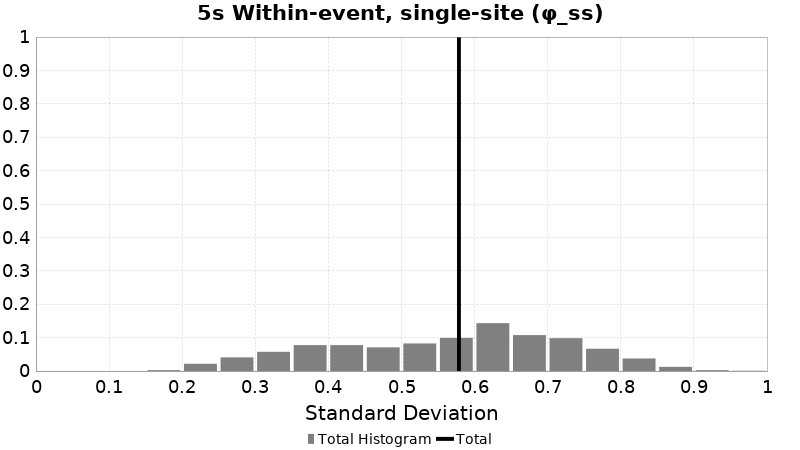 5s Within-event, single-site (φ_ss)
1
0.9
0.8
0.7
0.6
0.5
0.4
0.3
0.2
0.1
0
0 0.1 0.2 0.3 0.4 0.5 0.6 0.7 0.8 0.9 1
Standard Deviation
Total Histogram Total